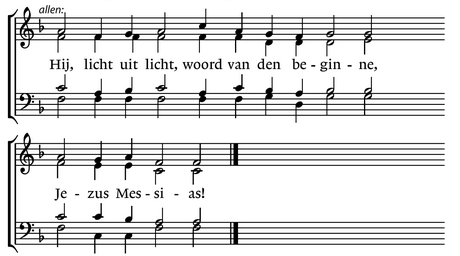 allen:
Hij, licht uit licht, woord van den be - gin - ne,
Je - zus Mes - si - as!